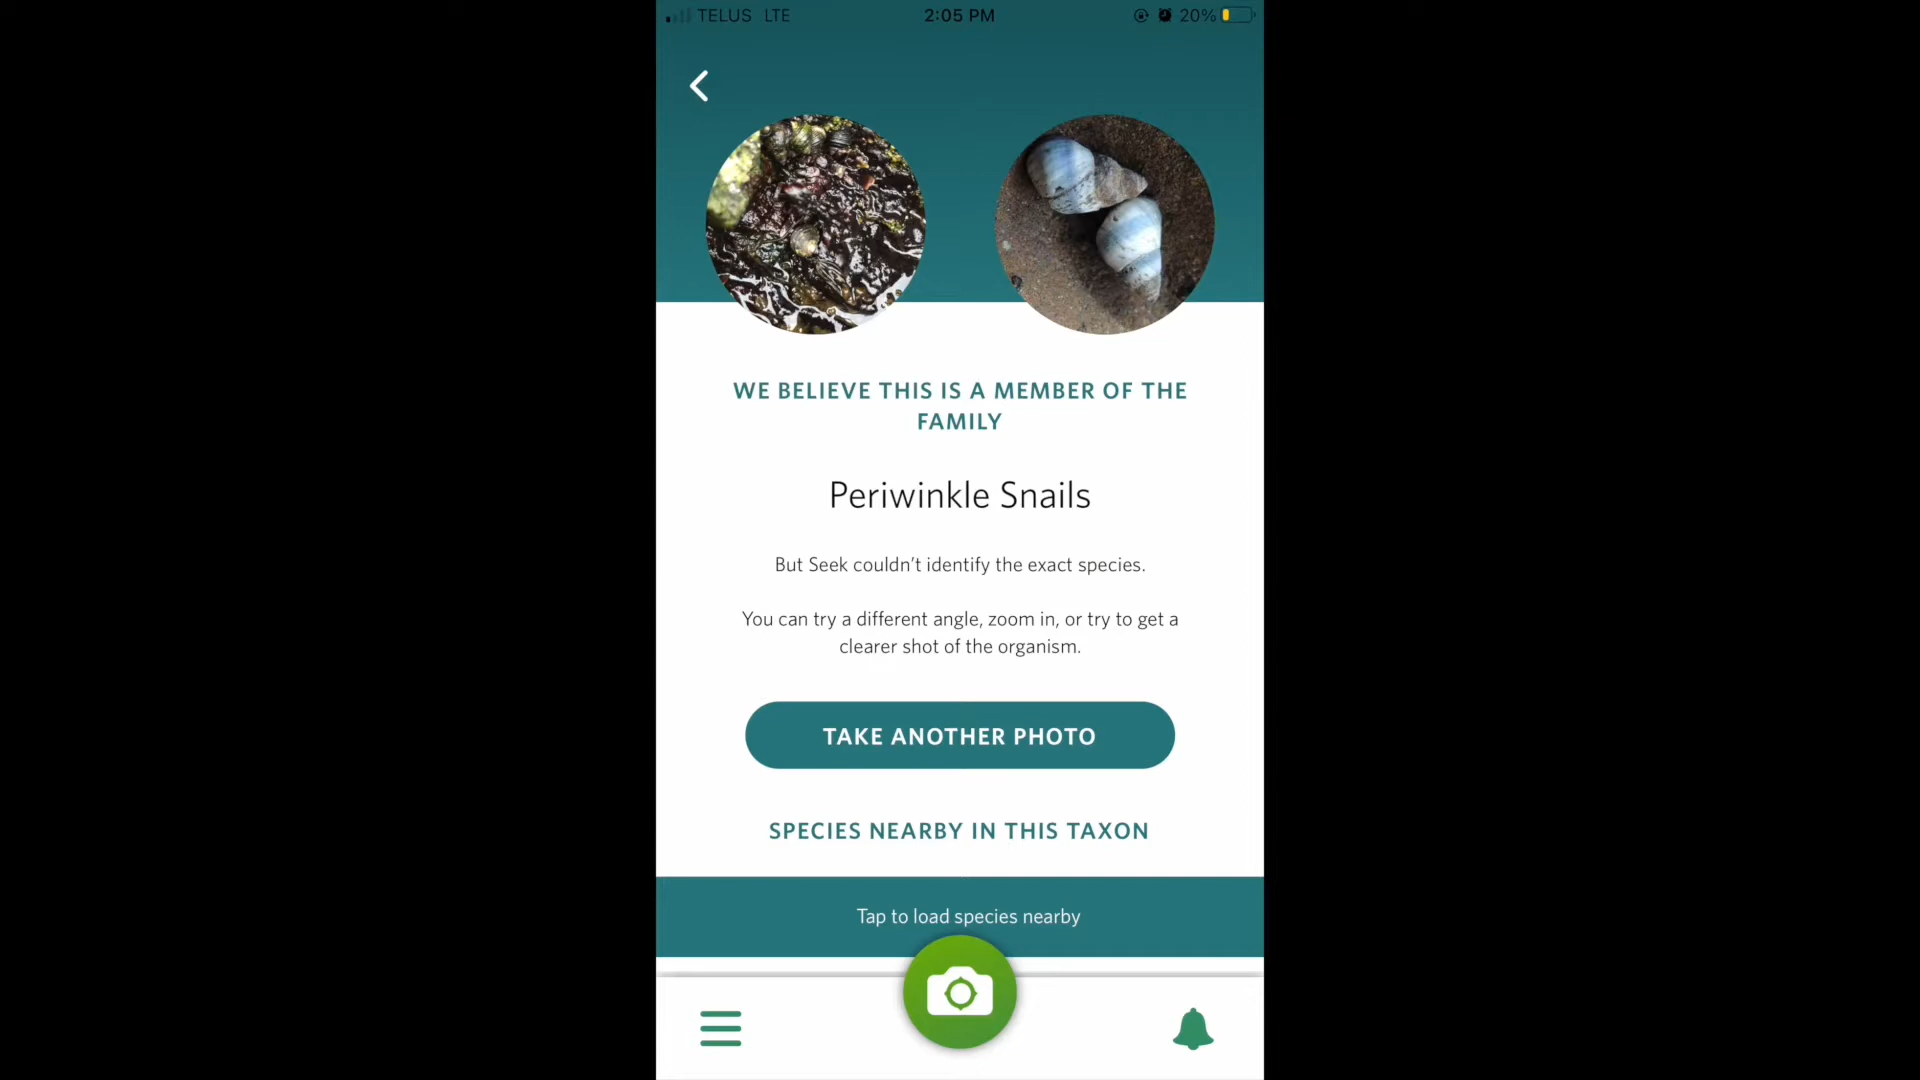 TELUS LTE 2:05 PM 20%
WE BELIEVE THIS IS A MEMBER OF THE
FAMILY
Periwinkle Snails
But Seek couldn't identify the exact species.
You can try a different angle, zoom in, or try to get a
clearer shot of the organism.
TAKE ANOTHER PHOTO
SPECIES NEARBY IN THIS TAXON
Tap to load species nearby